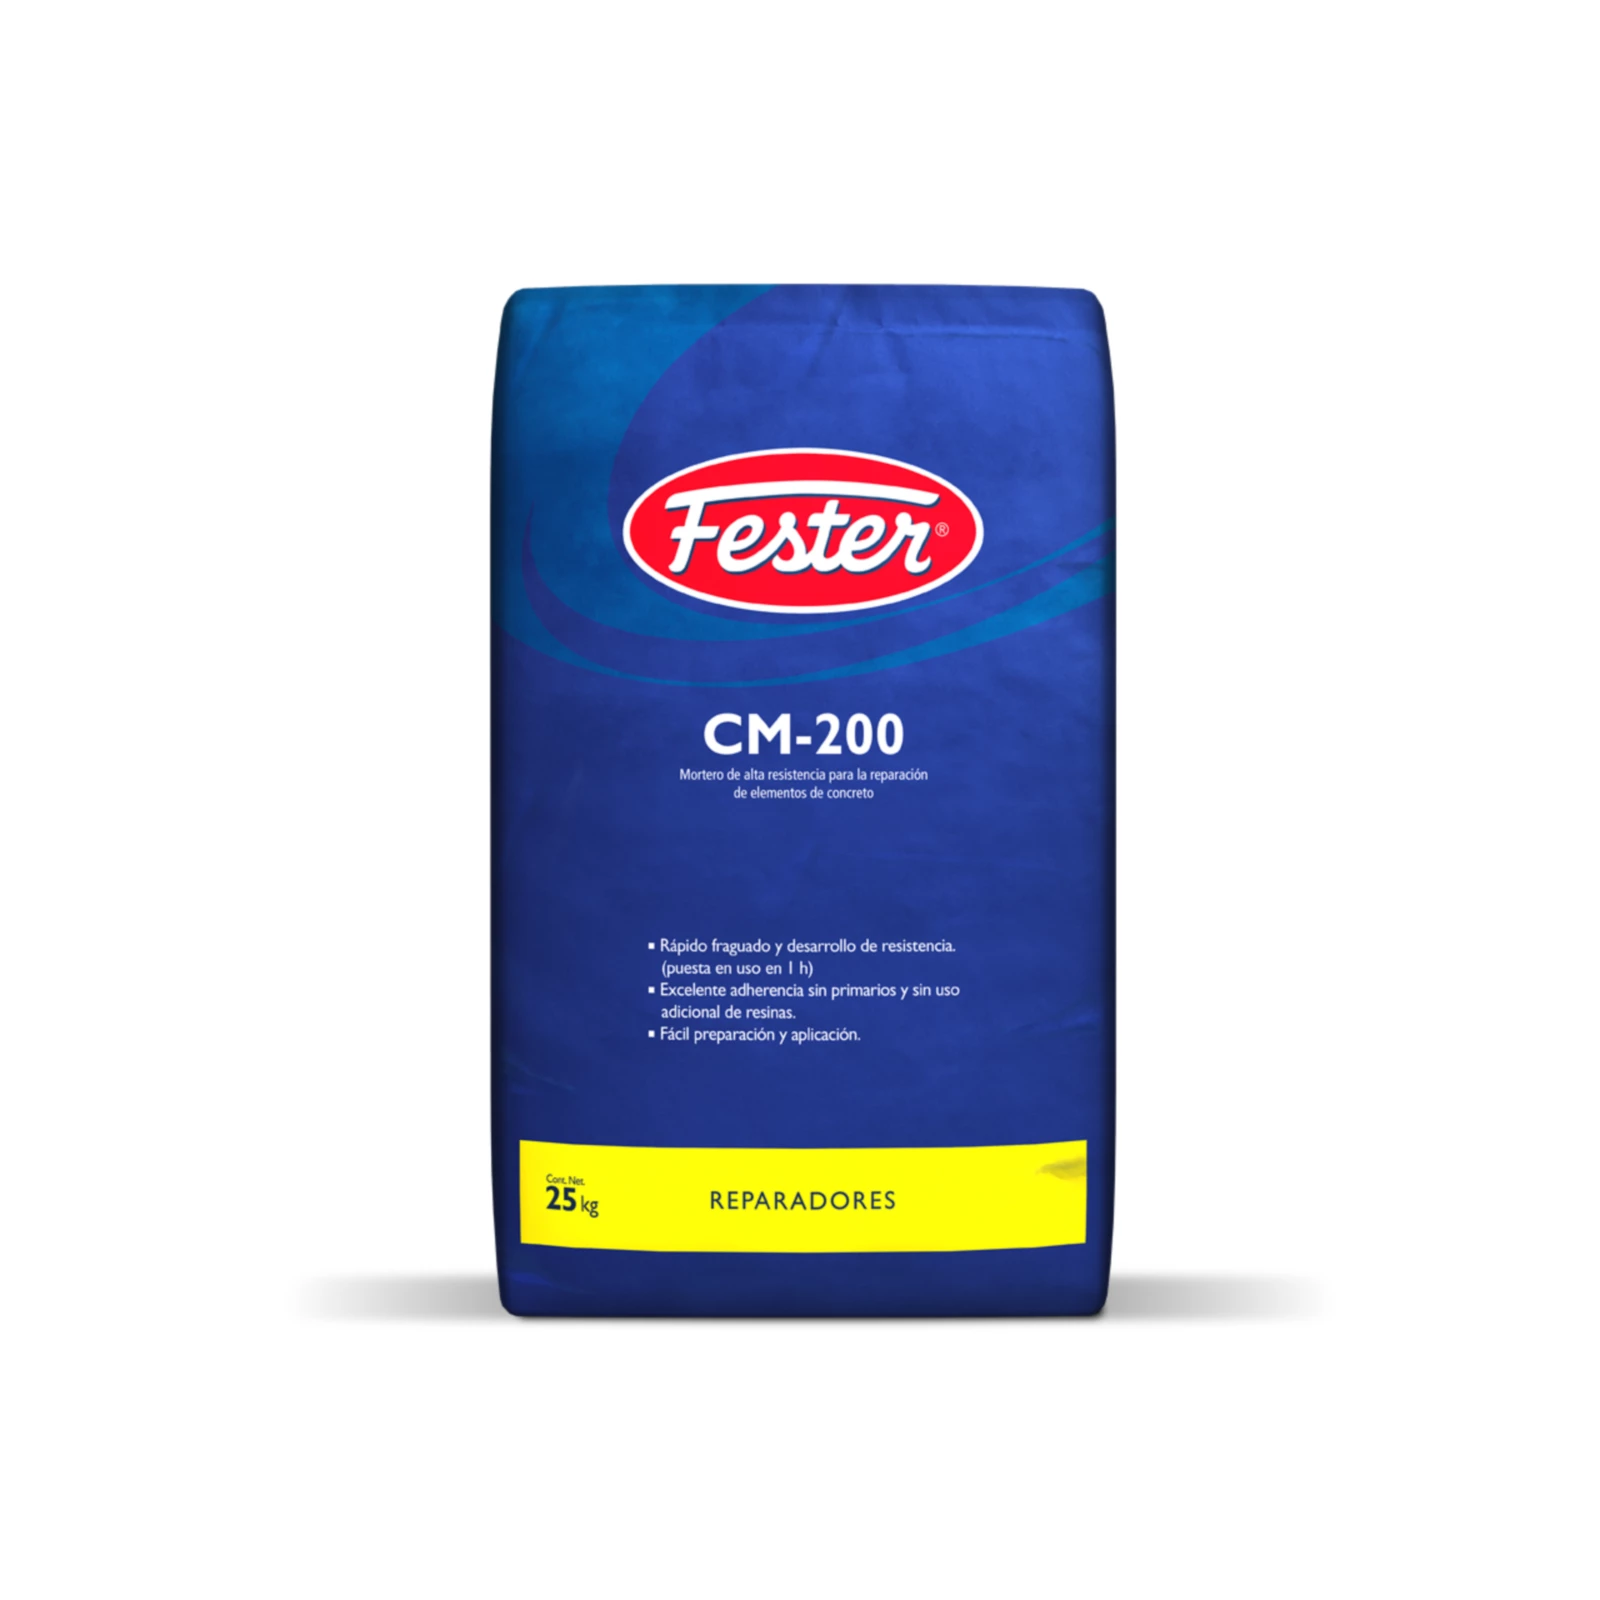 Fester®
CM-200
Mortero de alta resistencia para la reparación
de elementos de concreto
▪ Rápido fraguado y desarrollo de resistencia.
(puesta en uso en 1 h)
▪ Excelente adherencia sin primarios y sin uso
adicional de resinas.
▪ Fácil preparación y aplicación.
Cont. Net.
25 kg
REPARADORES